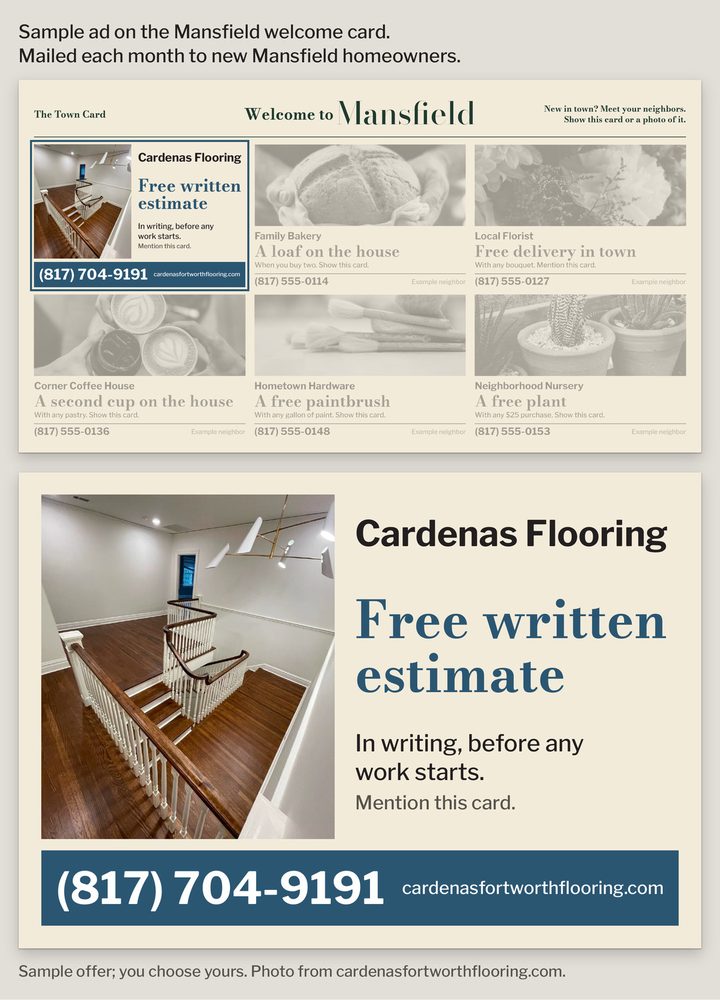 Sample ad on the Mansfield welcome card.
Mailed each month to new Mansfield homeowners.
The Town Card
Welcome to Mansfield
New in town? Meet your neighbors.
Show this card or a photo of it.
Cardenas Flooring
Free written
estimate
In writing, before any
work starts.
Mention this card.
(817) 704-9191 cardenasfortworthflooring.com
Family Bakery
A loaf on the house
When you buy two. Show this card.
(817) 555-0114 Example neighbor
Local Florist
Free delivery in town
With any bouquet. Mention this card.
(817) 555-0127 Example neighbor
Corner Coffee House
A second cup on the house
With any pastry. Show this card.
(817) 555-0136 Example neighbor
Hometown Hardware
A free paintbrush
With any gallon of paint. Show this card.
(817) 555-0148 Example neighbor
Neighborhood Nursery
A free plant
With any $25 purchase. Show this card.
(817) 555-0153 Example neighbor
Cardenas Flooring
Free written
estimate
In writing, before any
work starts.
Mention this card.
(817) 704-9191 cardenasfortworthflooring.com
Sample offer; you choose yours. Photo from cardenasfortworthflooring.com.